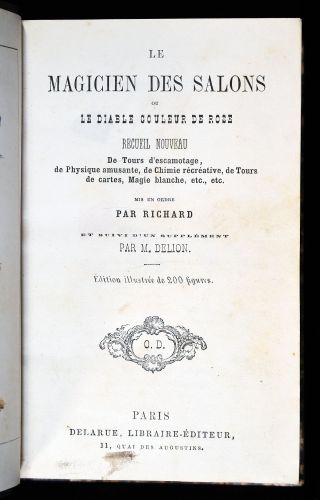 LE
MAGICIEN DES SALONS
OU
LE DIABLE COULEUR DE ROSE
RECUEIL NOUVEAU
De Tours d'escamotage,
de Physique amusante, de Chimie récréative, de Tours
de cartes, Magie blanche, etc., etc.
MIS EN ORDRE
PAR RICHARD
ET SUIVI D'UN SUPPLÉMENT
PAR M. DELION.
Édition illustrée de 200 figures.
C. D.
PARIS
DELARUE, LIBRAIRE-ÉDITEUR,
11, QUAI DES AUGUSTINS.